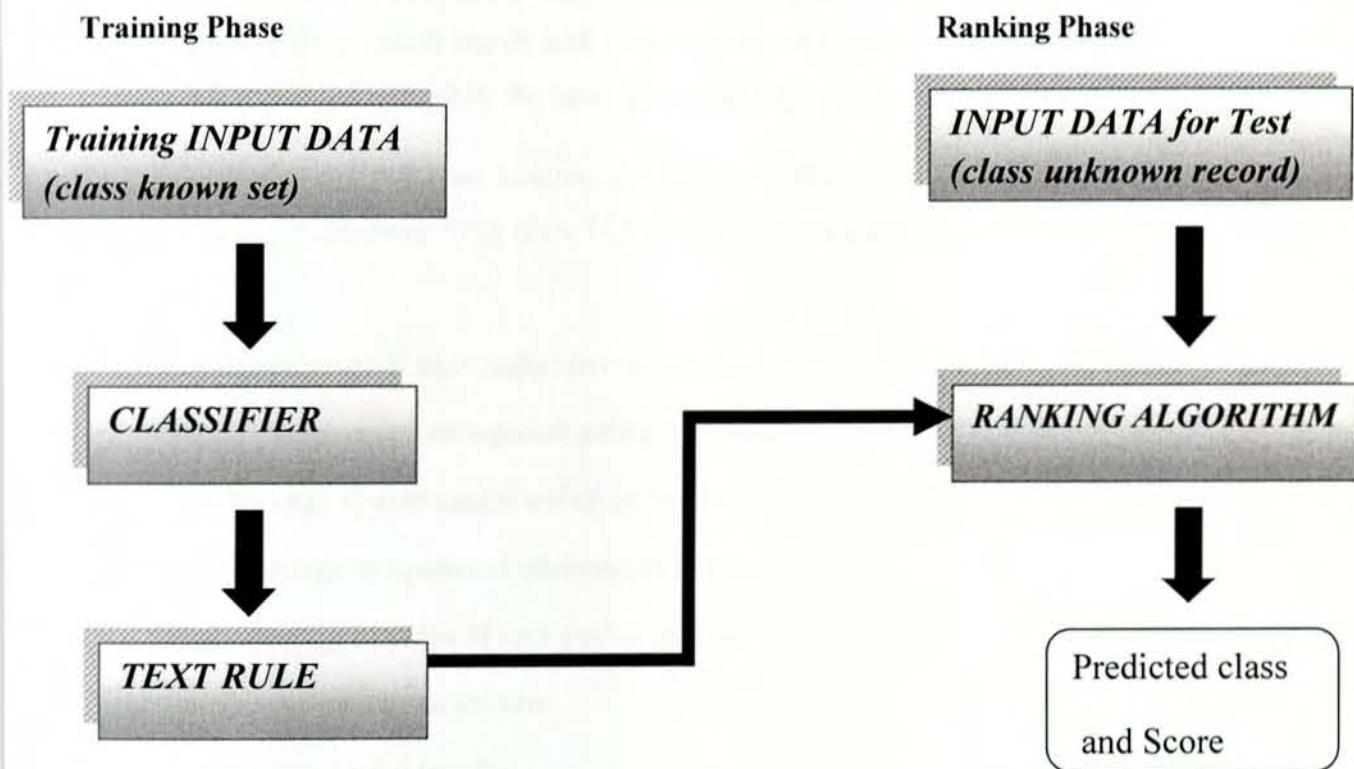 Training Phase
Ranking Phase
Training INPUT DATA
(class known set)
INPUT DATA for Test
(class unknown record)
CLASSIFIER
RANKING ALGORITHM
TEXT RULE
Predicted class
and Score